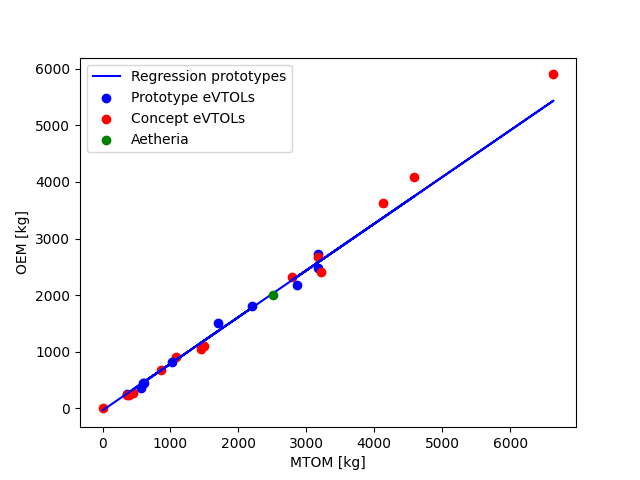 Regression prototypes
Prototype eVTOLs
Concept eVTOLs
Aetheria
6000
5000
4000
3000
2000
1000
0
OEM [kg]
0 1000 2000 3000 4000 5000 6000
MTOM [kg]